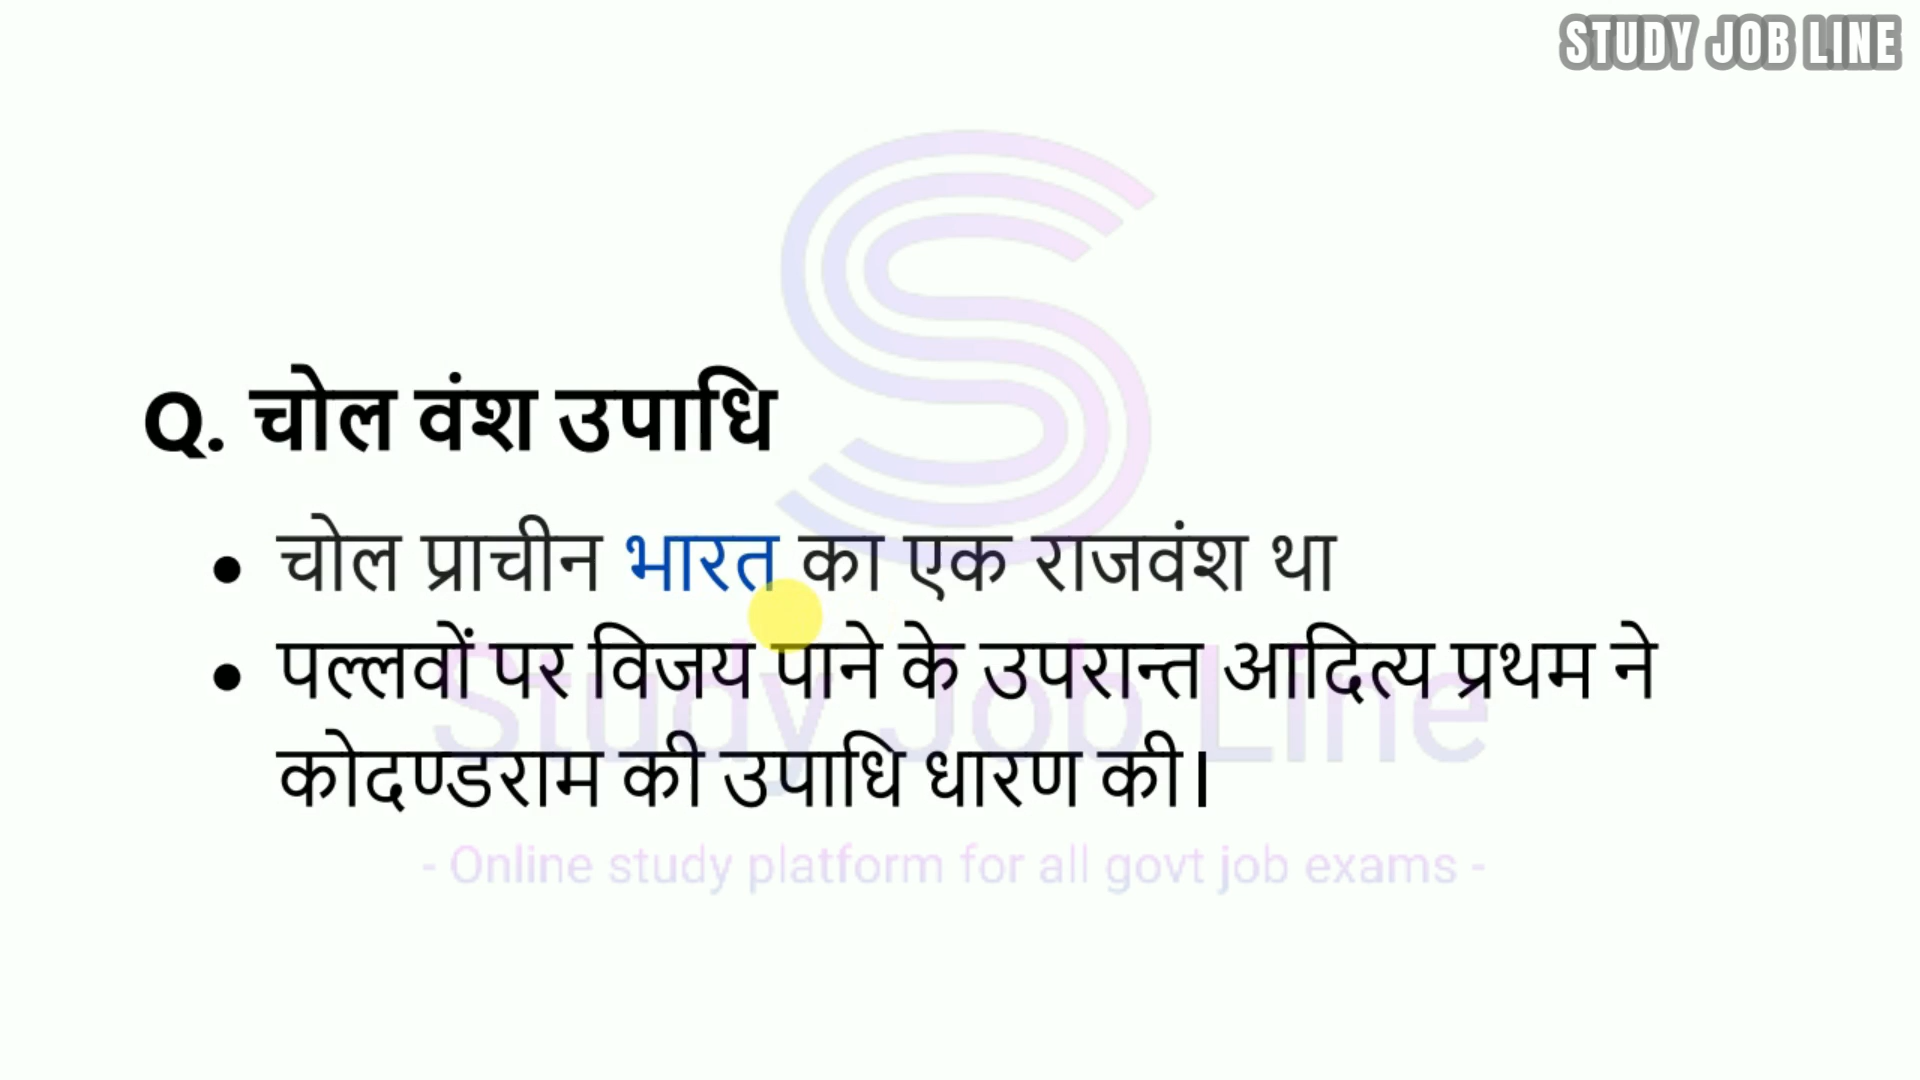 STUDY JOB LINE
Q. चोल वंश उपाधि
• चोल प्राचीन भारत का एक राजवंश था
• पल्लवों पर विजय पाने के उपरान्त आदित्य प्रथम ने
कोदण्डराम की उपाधि धारण की।
Study Job Line
- Online study platform for all govt job exams -